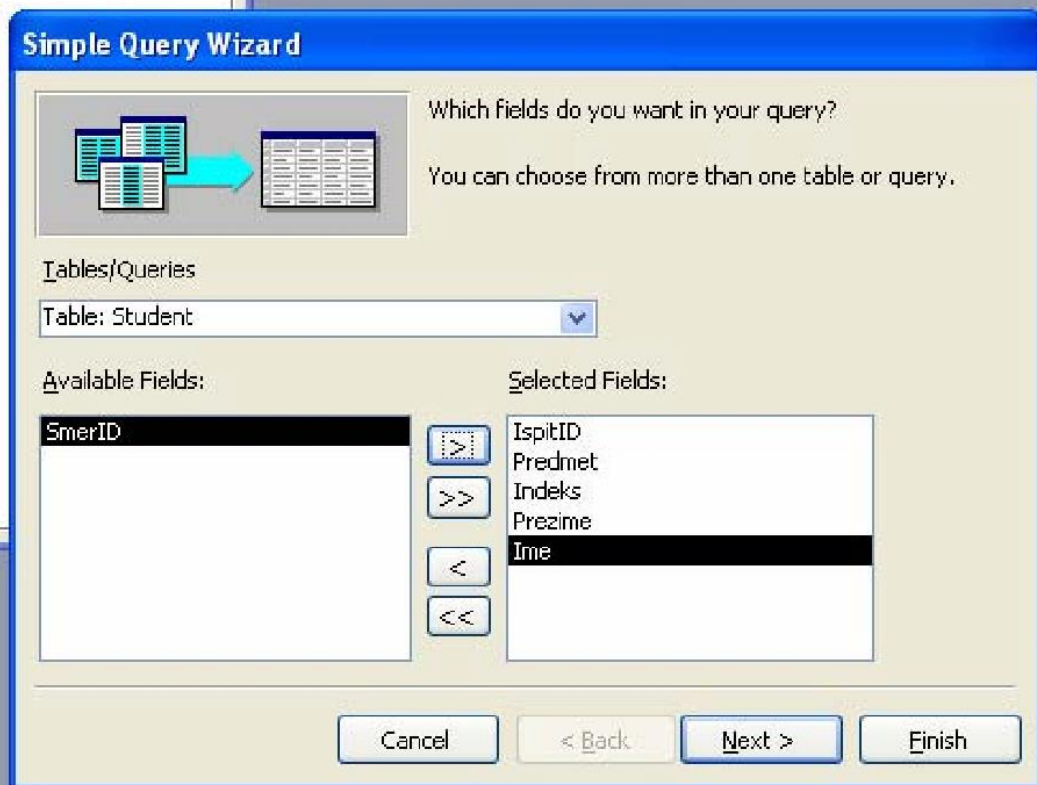 Simple Query Wizard
Which fields do you want in your query?
You can choose from more than one table or query.
Tables/Queries
Table: Student
Available Fields:
SmerID
>
>>
<
<<
Selected Fields:
IspitID
Predmet
Indeks
Prezime
Ime
Cancel
< Back
Next >
Finish